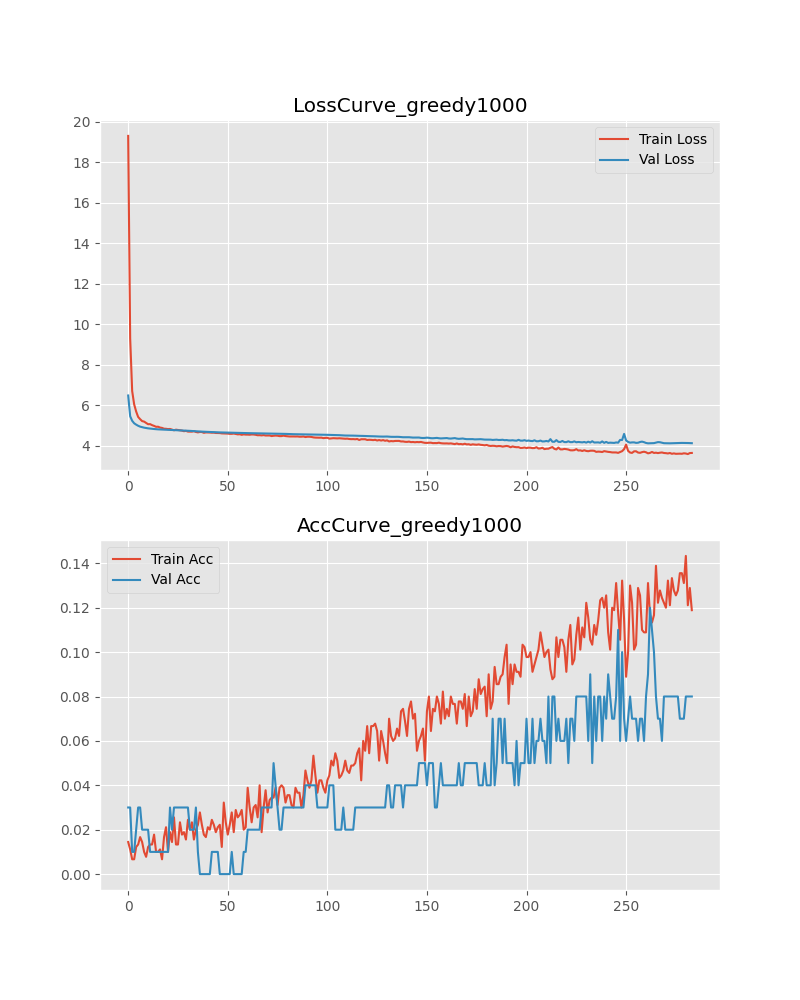 LossCurve_greedy1000
20
18
16
14
12
10
8
6
4
Train Loss
Val Loss
0 50 100 150 200 250
AccCurve_greedy1000
0.14
0.12
0.10
0.08
0.06
0.04
0.02
0.00
Train Acc
Val Acc
0 50 100 150 200 250